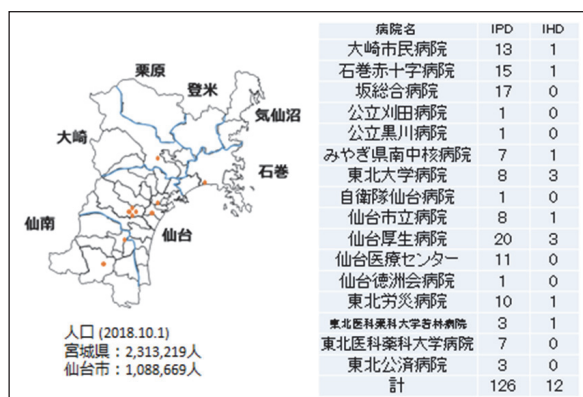 栗原
登米
気仙沼
大崎
石巻
仙南
仙台
人口 (2018.10.1)
宮城県：2,313,219人
仙台市：1,088,669人
病院名 IPD IHD
大崎市民病院 13 1
石巻赤十字病院 15 1
坂総合病院 17 0
公立刈田病院 1 0
公立黒川病院 1 0
みやぎ県南中核病院 7 1
東北大学病院 8 3
自衛隊仙台病院 1 0
仙台市立病院 8 1
仙台厚生病院 20 3
仙台医療センター 11 0
仙台徳洲会病院 1 0
東北労災病院 10 1
東北医科薬科大学若林病院 3 1
東北医科薬科大学病院 7 0
東北公済病院 3 0
計 126 12